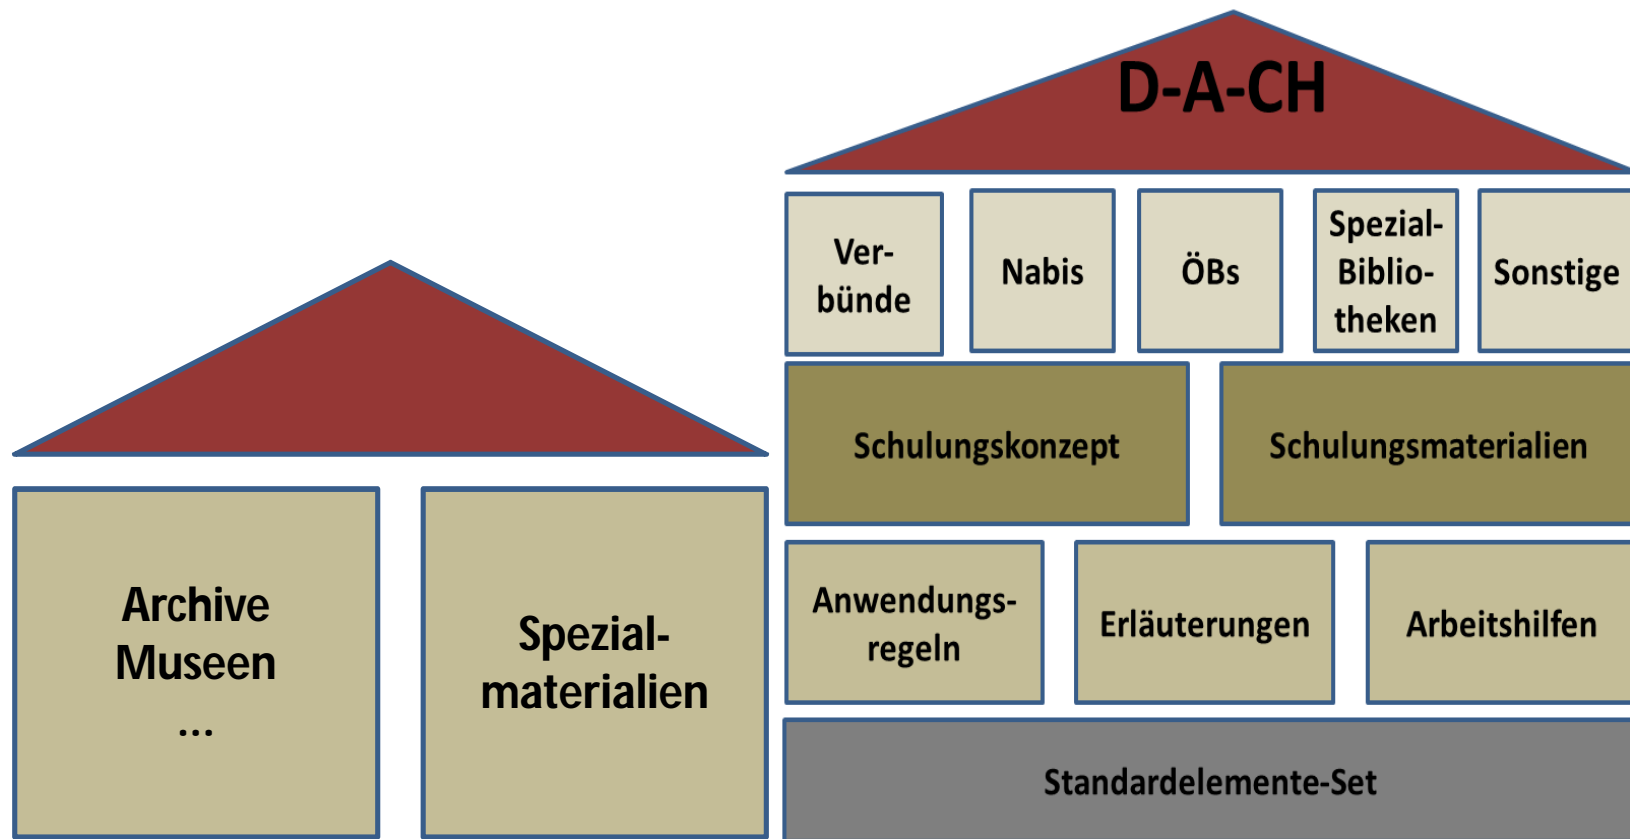 D-A-CH
Ver-
bünde
Nabis
ÖBs
Spezial-
Biblio-
theken
Sonstige
Schulungskonzept
Schulungsmaterialien
Anwendungs-
regeln
Erläuterungen
Arbeitshilfen
Standardelemente-Set
Archive
Museen
...
Spezial-
materialien